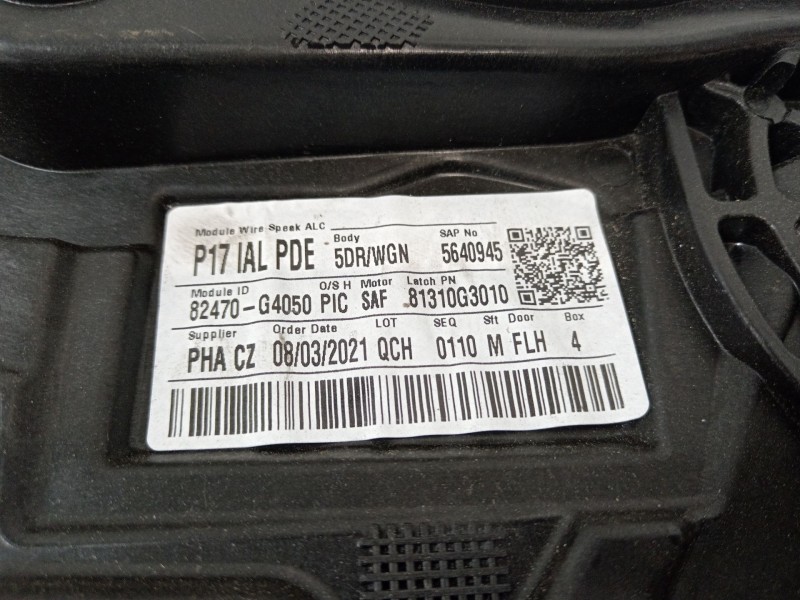 Module Wire Speek ALC Body SAP No
P17 IAL PDE 5DR/WGN 5640945
Module ID O/S H Motor Latch PN
82470-G4050 PIC SAF 81310G3010
Supplier Order Date LOT SEQ Sft Door Box
PHA CZ 08/03/2021 QCH 0110 M FLH 4